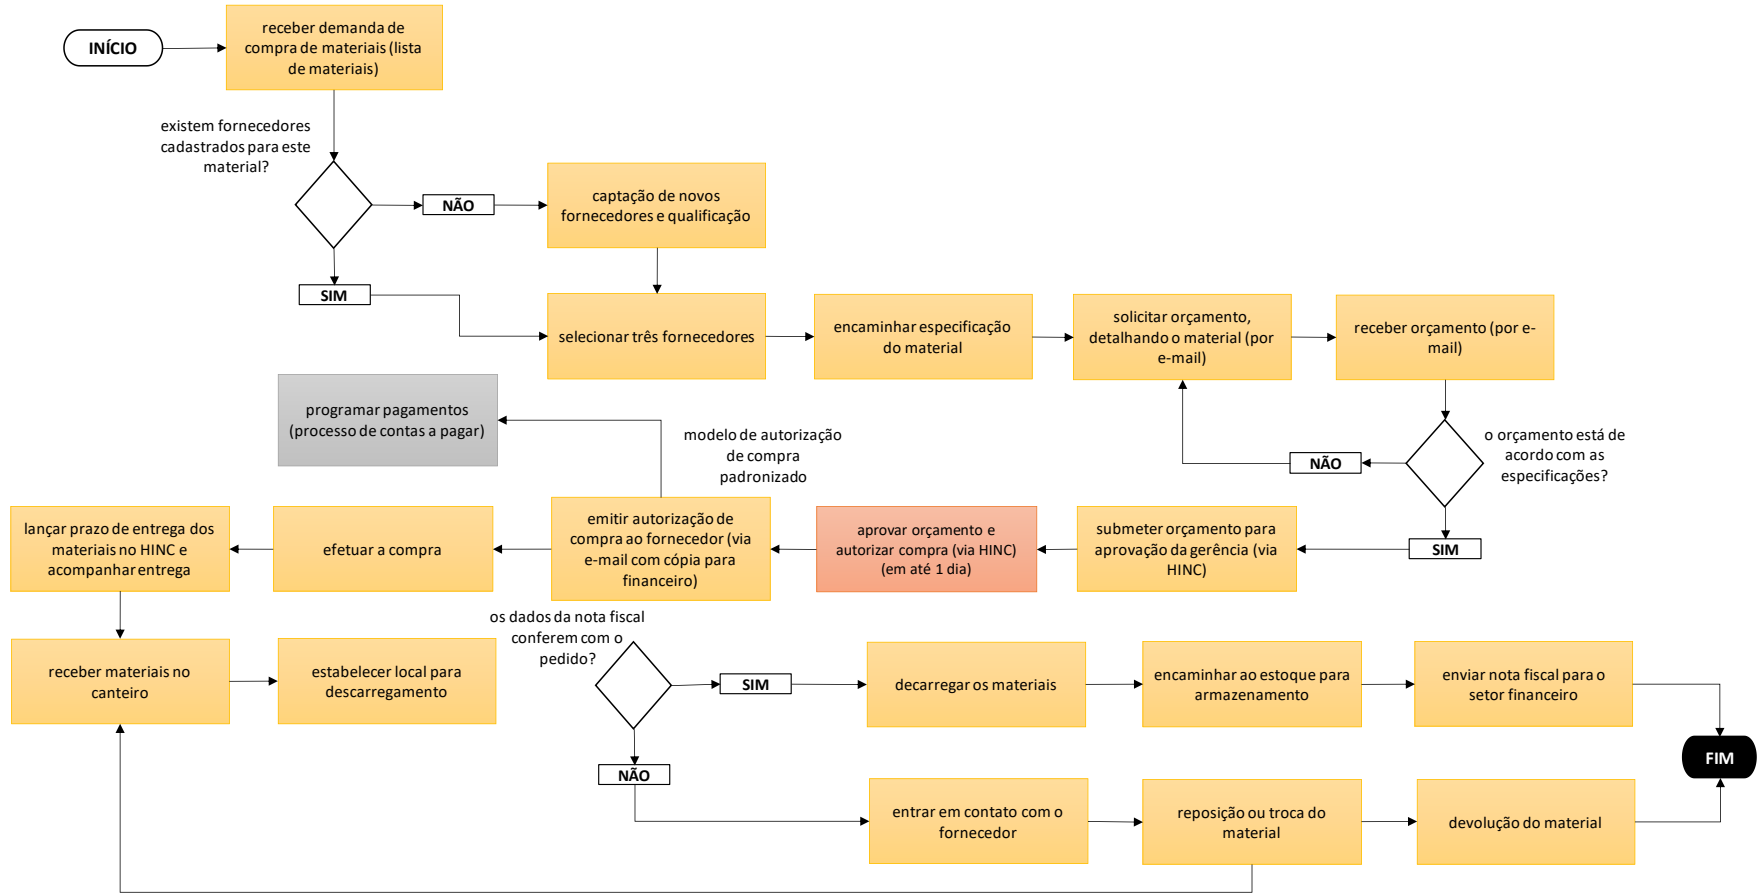 INÍCIO
receber demanda de
compra de materiais (lista
de materiais)
existem fornecedores
cadastrados para este
material?
NÃO
captação de novos
fornecedores e qualificação
SIM
selecionar três fornecedores
encaminhar especificação
do material
solicitar orçamento,
detalhando o material (por
e-mail)
receber orçamento (por e-
mail)
o orçamento está de
acordo com as
especificações?
NÃO
SIM
submeter orçamento para
aprovação da gerência (via
HINC)
aprovar orçamento e
autorizar compra (via HINC)
(em até 1 dia)
modelo de autorização
de compra
padronizado
emitir autorização de
compra ao fornecedor (via
e-mail com cópia para
financeiro)
programar pagamentos
(processo de contas a pagar)
efetuar a compra
lançar prazo de entrega dos
materiais no HINC e
acompanhar entrega
receber materiais no
canteiro
estabelecer local para
descarregamento
os dados da nota fiscal
conferem com o
pedido?
SIM
decarregar os materiais
encaminhar ao estoque para
armazenamento
enviar nota fiscal para o
setor financeiro
NÃO
entrar em contato com o
fornecedor
reposição ou troca do
material
devolução do material
FIM